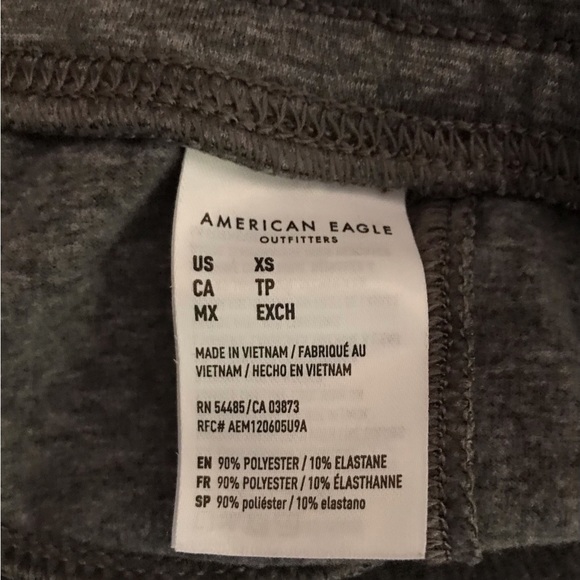 AMERICAN EAGLE
OUTFITTERS
US XS
CA TP
MX EXCH
MADE IN VIETNAM / FABRIQUÉ AU
VIETNAM / HECHO EN VIETNAM
RN 54485/CA 03873
RFC# AEM120605U9A
EN 90% POLYESTER / 10% ELASTANE
FR 90% POLYESTER / 10% ÉLASTHANNE
SP 90% poliéster / 10% elastano